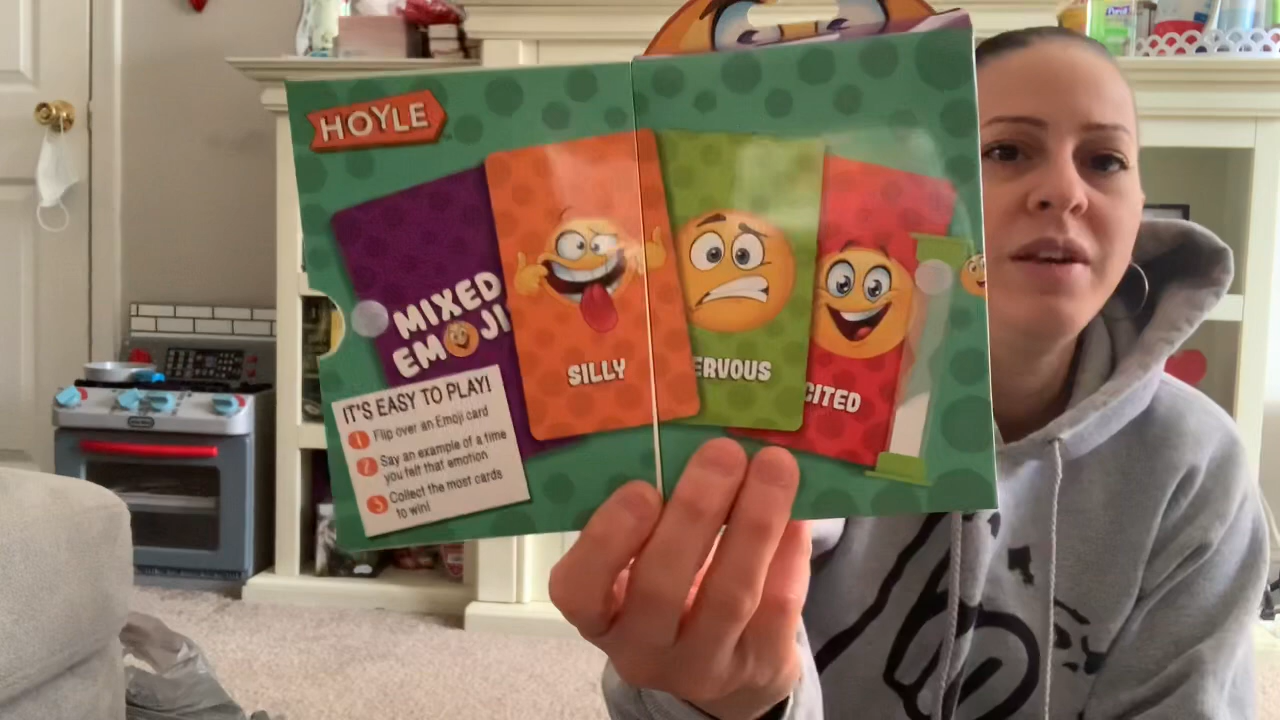 HOYLE
MIXED
EMOJI
SILLY
ERVOUS
CITED
IT'S EASY TO PLAY!
1 Flip over an Emoji card
2 Say an example of a time
you felt that emotion
3 Collect the most cards
to win!